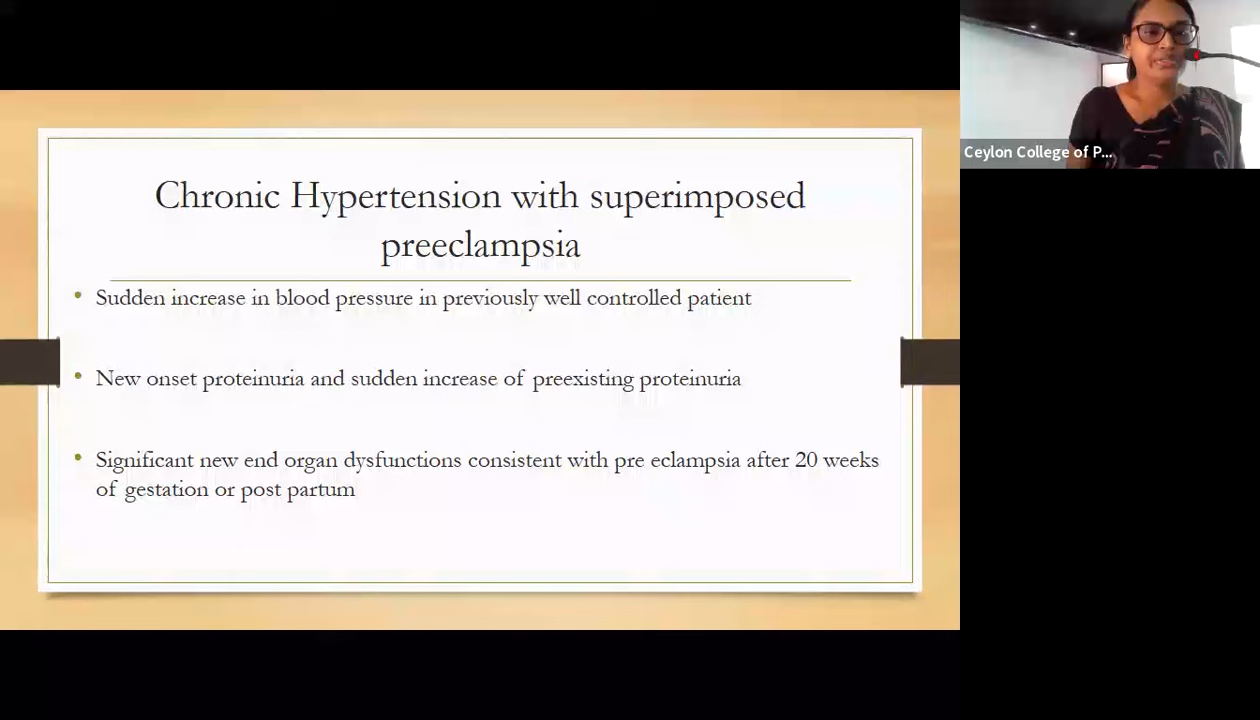 Chronic Hypertension with superimposed
preeclampsia
• Sudden increase in blood pressure in previously well controlled patient
• New onset proteinuria and sudden increase of preexisting proteinuria
• Significant new end organ dysfunctions consistent with pre eclampsia after 20 weeks
of gestation or post partum
Ceylon College of P...